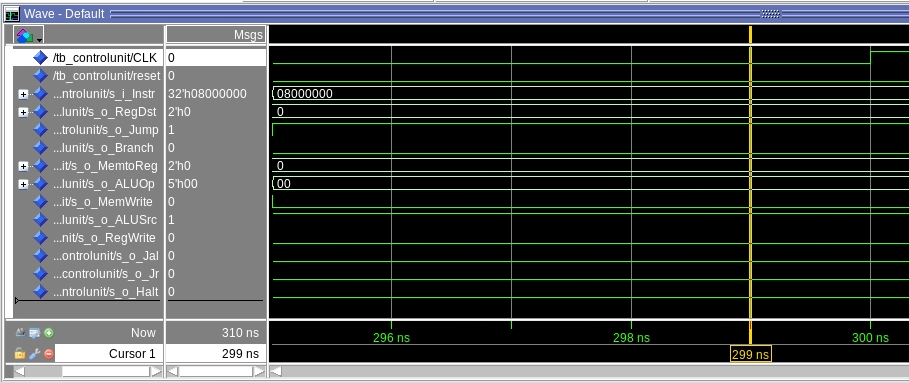 Wave - Default
Msgs
/tb_controlunit/CLK 0
/tb_controlunit/reset 0
...ntrolunit/s_i_Instr 32'h08000000 08000000
...lunit/s_o_RegDst 2'h0 0
...trolunit/s_o_Jump 1
...lunit/s_o_Branch 0
...it/s_o_MemtoReg 2'h0 0
...lunit/s_o_ALUOp 5'h00 00
...it/s_o_MemWrite 0
...lunit/s_o_ALUSrc 1
...nit/s_o_RegWrite 0
...ontrolunit/s_o_Jal 0
...controlunit/s_o_Jr 0
...ntrolunit/s_o_Halt 0
Now 310 ns 296 ns 298 ns 300 ns
Cursor 1 299 ns 299 ns